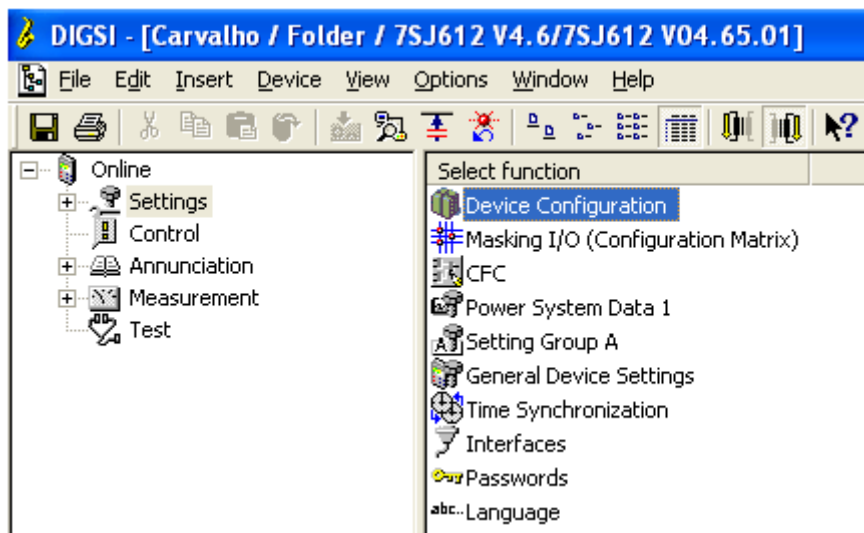 DIGSI - [Carvalho / Folder / 7SJ612 V4.6/7SJ612 V04.65.01]
File Edit Insert Device View Options Window Help
Online
Settings
Control
Annunciation
Measurement
Test
Select function
Device Configuration
Masking I/O (Configuration Matrix)
CFC
Power System Data 1
Setting Group A
General Device Settings
Time Synchronization
Interfaces
Passwords
abc.. Language